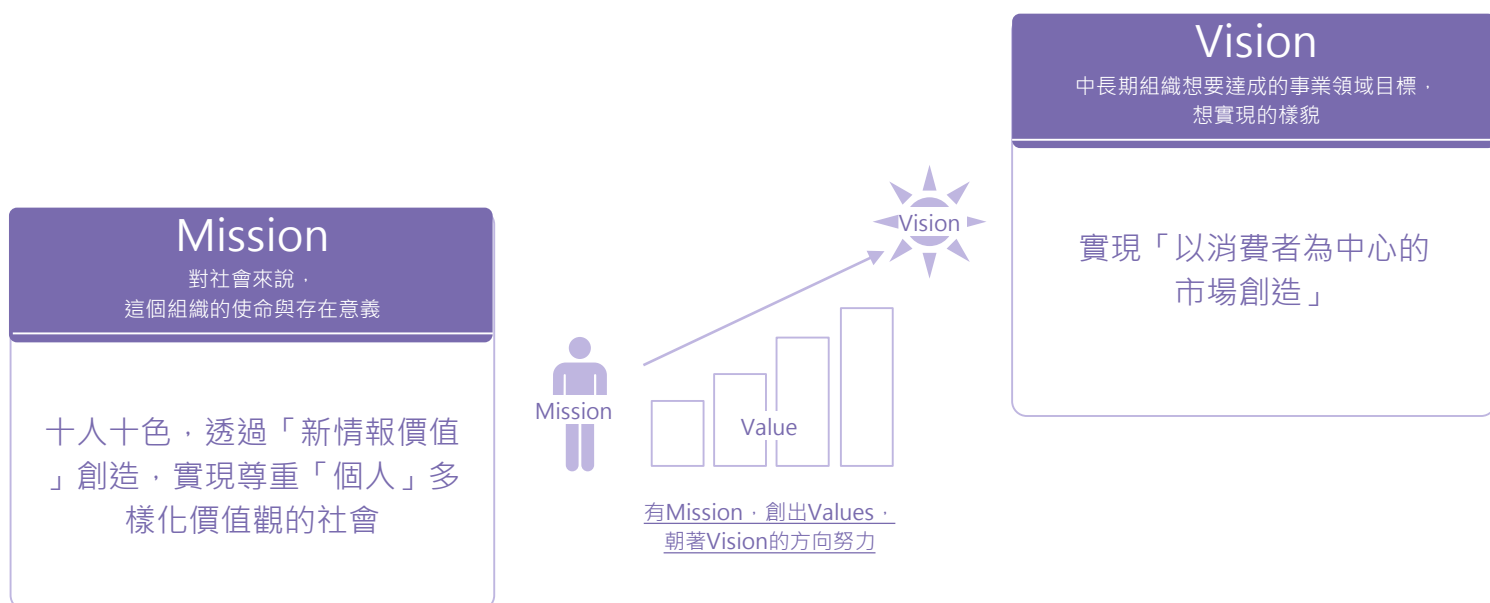 Mission
對社會來說，
這個組織的使命與存在意義
十人十色，透過「新情報價值
」創造，實現尊重「個人」多
樣化價值觀的社會
Mission
Value
Vision
有Mission，創出Values，
朝著Vision的方向努力
Vision
中長期組織想要達成的事業領域目標，
想實現的樣貌
實現「以消費者為中心的
市場創造」